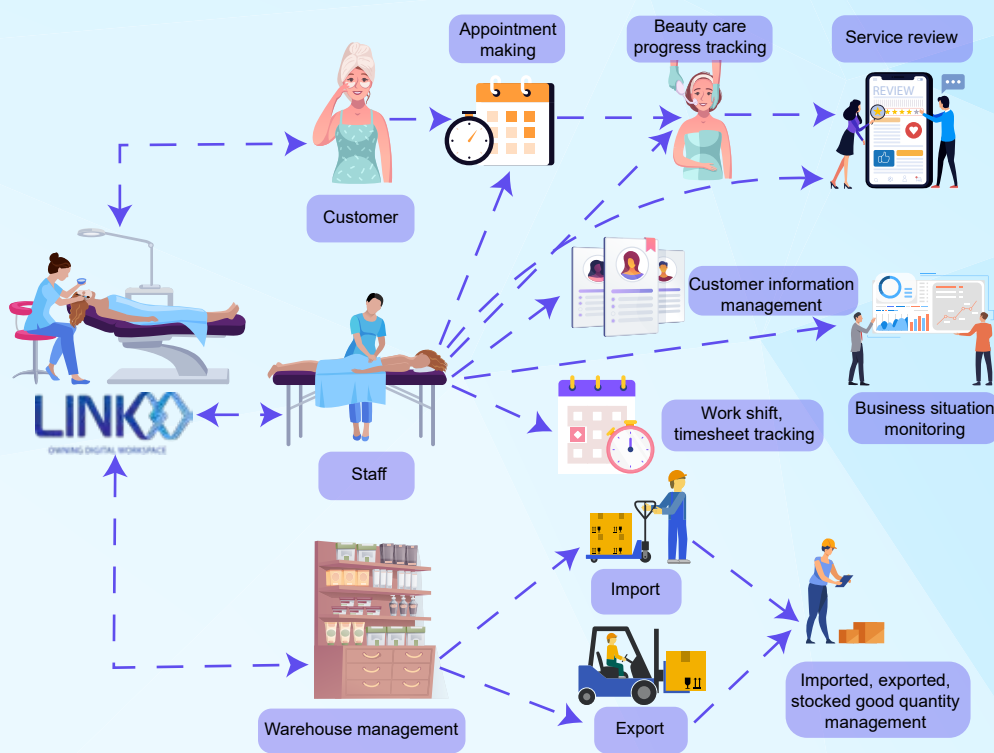 Appointment
making
Beauty care
progress tracking
Service review
REVIEW
Customer
Customer information
management
LINK
OWNING DIGITAL WORKSPACE
Work shift,
timesheet tracking
Business situation
monitoring
Staff
Import
Warehouse management
Export
Imported, exported,
stocked good quantity
management